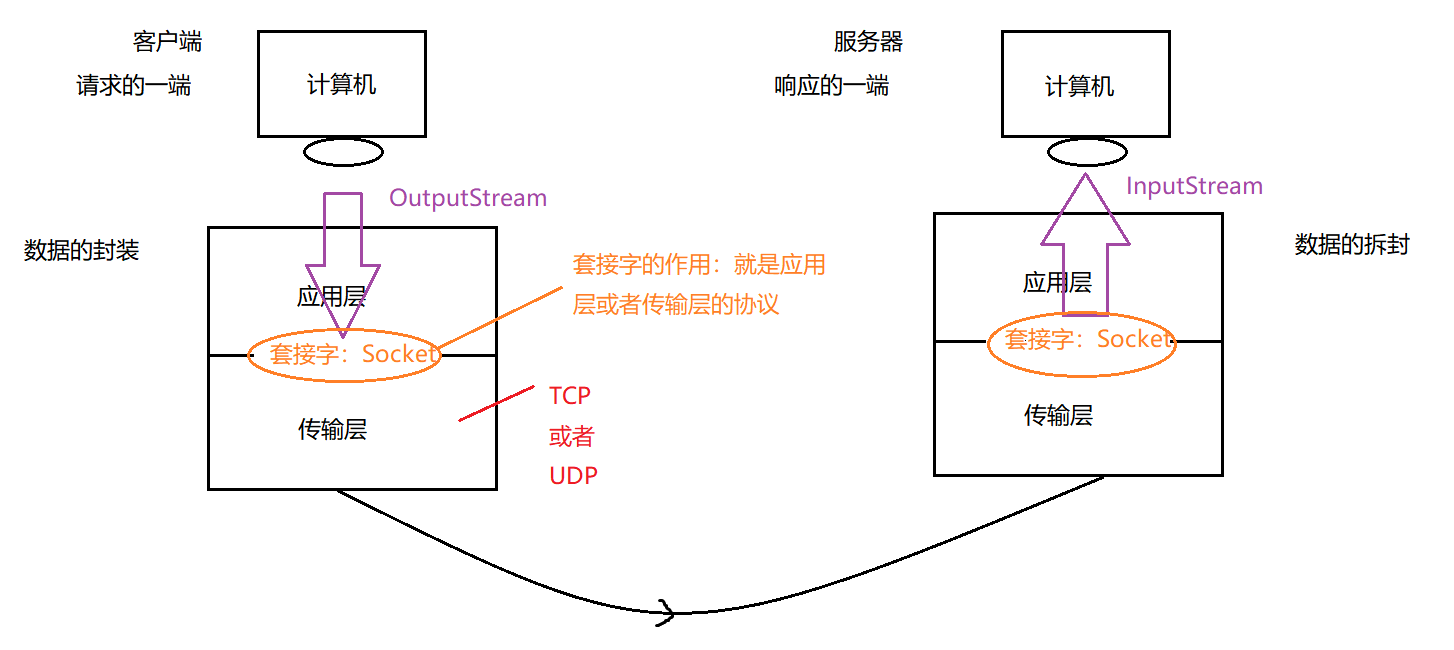 客户端
请求的一端
计算机
服务器
响应的一端
计算机
OutputStream
InputStream
数据的封装
数据的拆封
应用层
套接字的作用：就是应用
层或者传输层的协议
应用层
套接字：Socket
套接字：Socket
传输层
TCP
或者
UDP
传输层